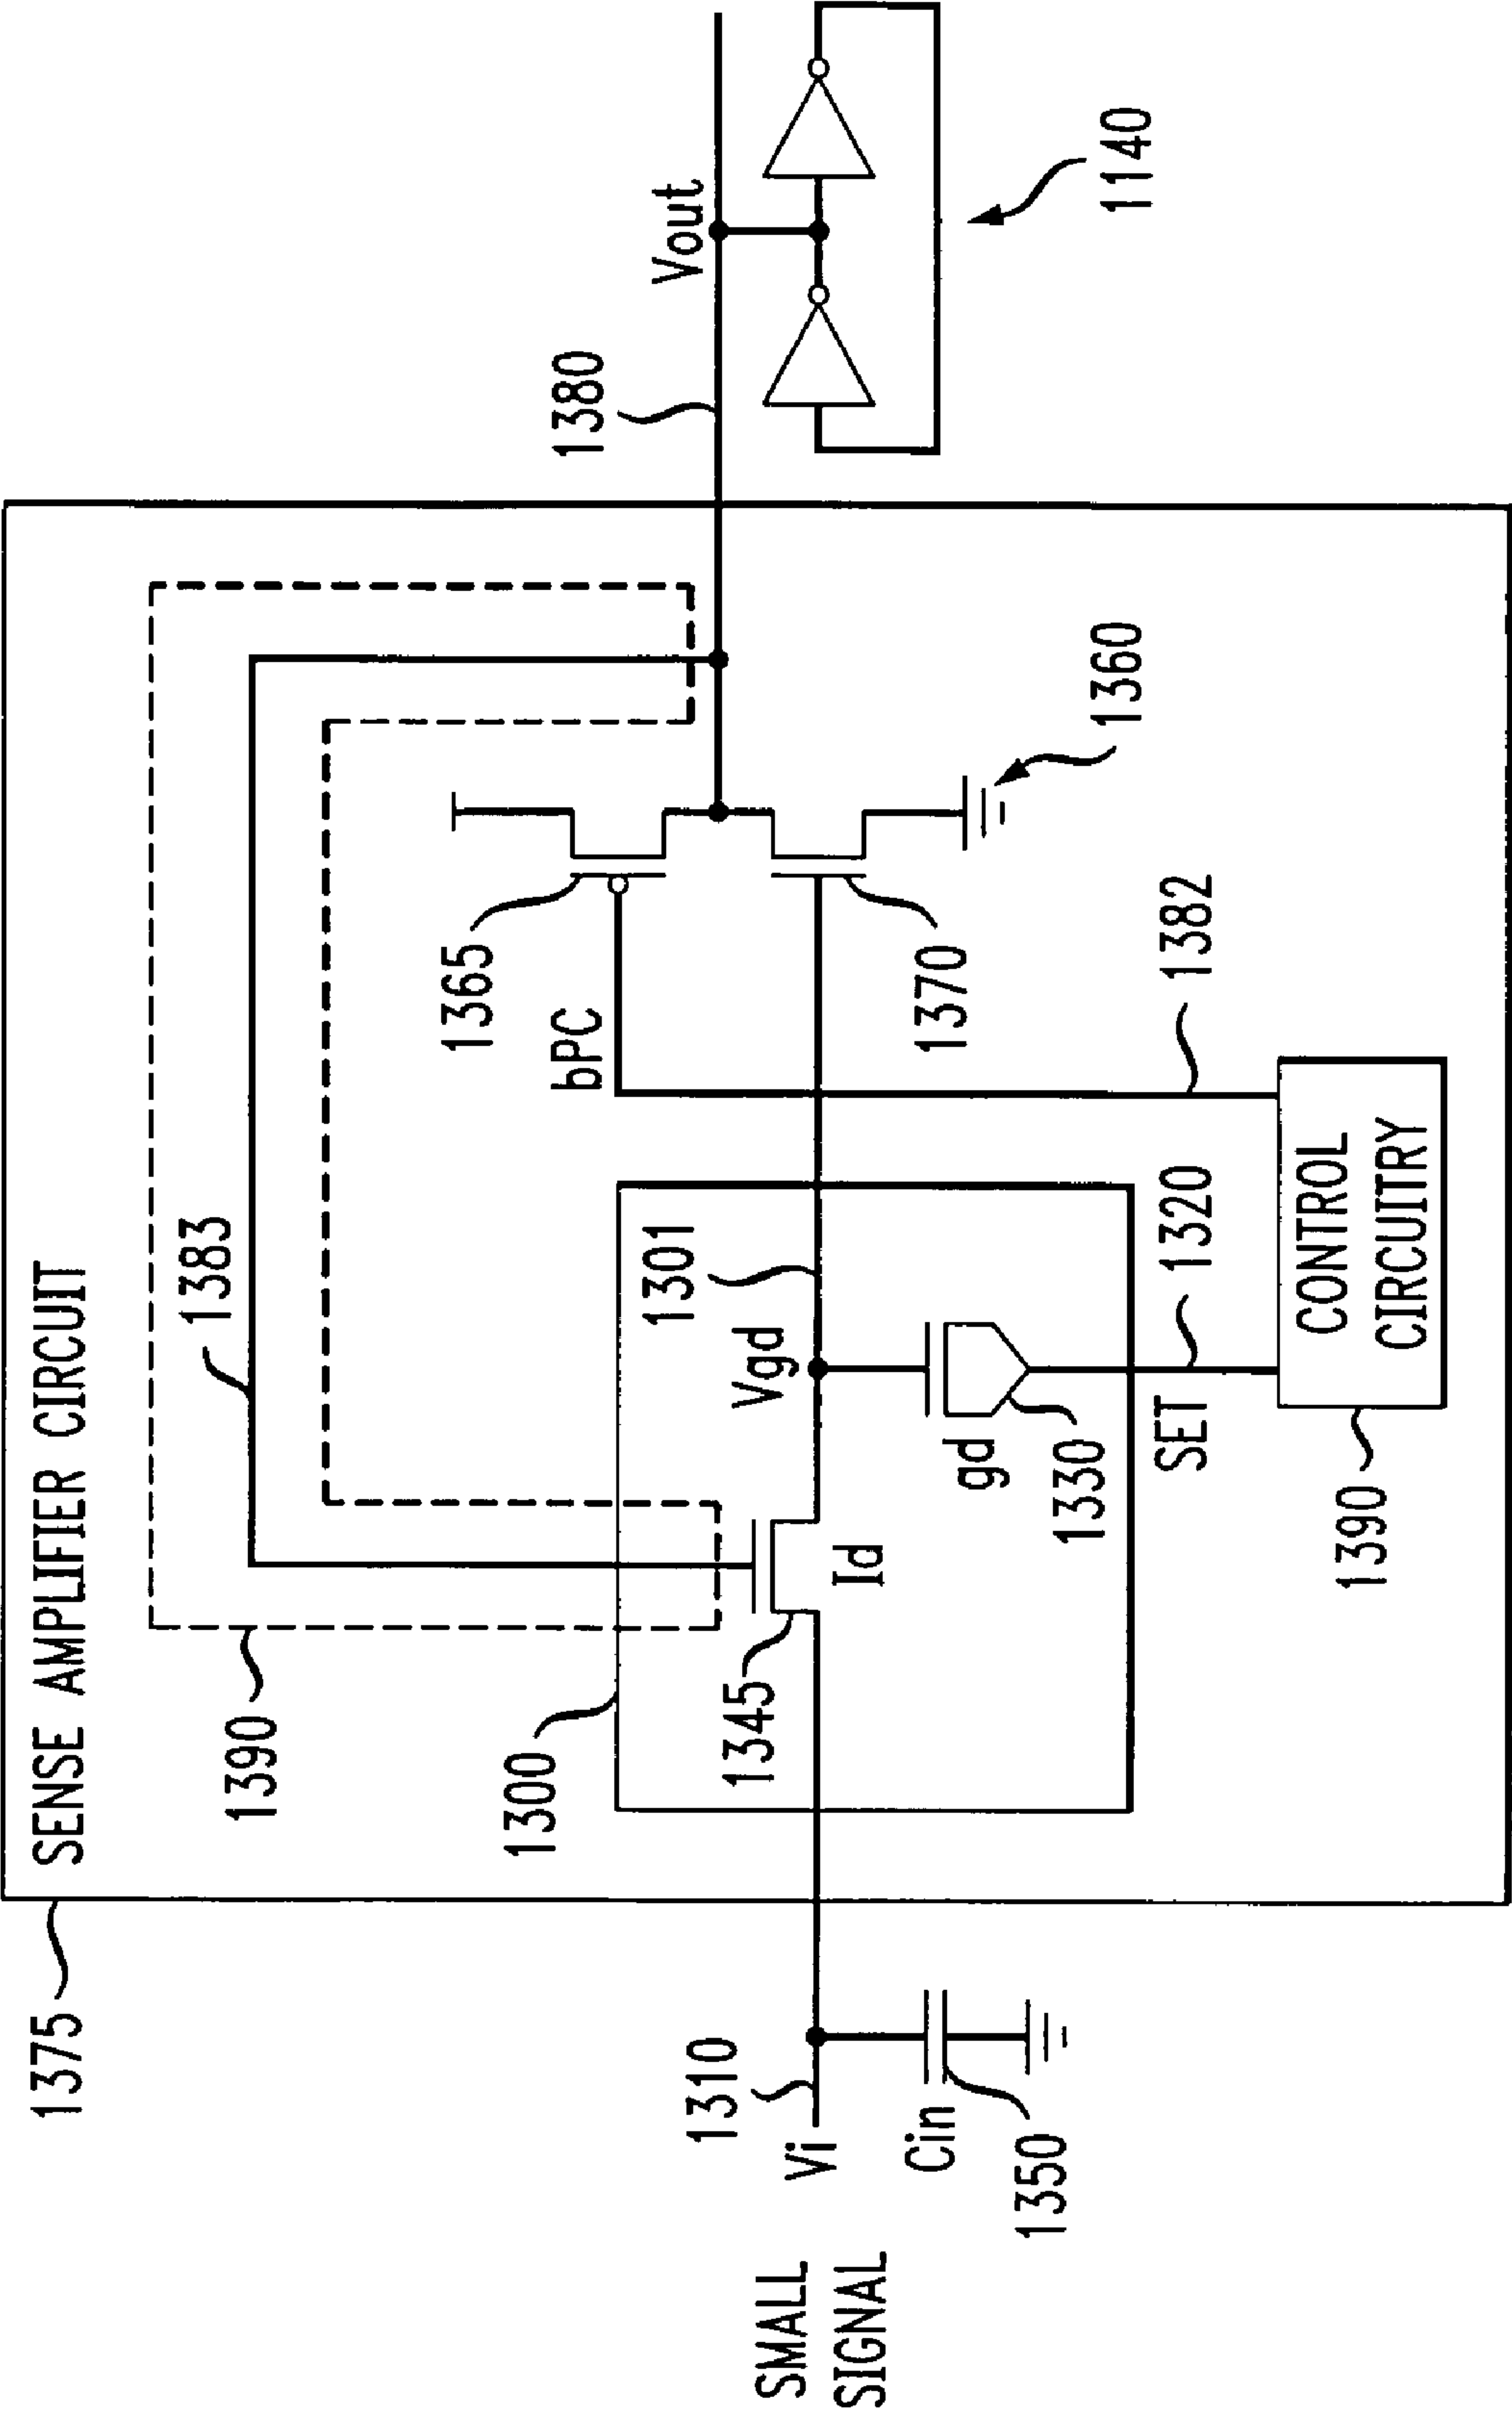 1375
SENSE AMPLIFIER CIRCUIT
1390
1383
1300
1345
Id
1301
Vgd
gd
1330
SET
1320
1382
bPC
1365
1370
1360
CONTROL
CIRCUITRY
1390
1380
Vout
1140
1310
Vi
Cin
1350
SMALL
SIGNAL